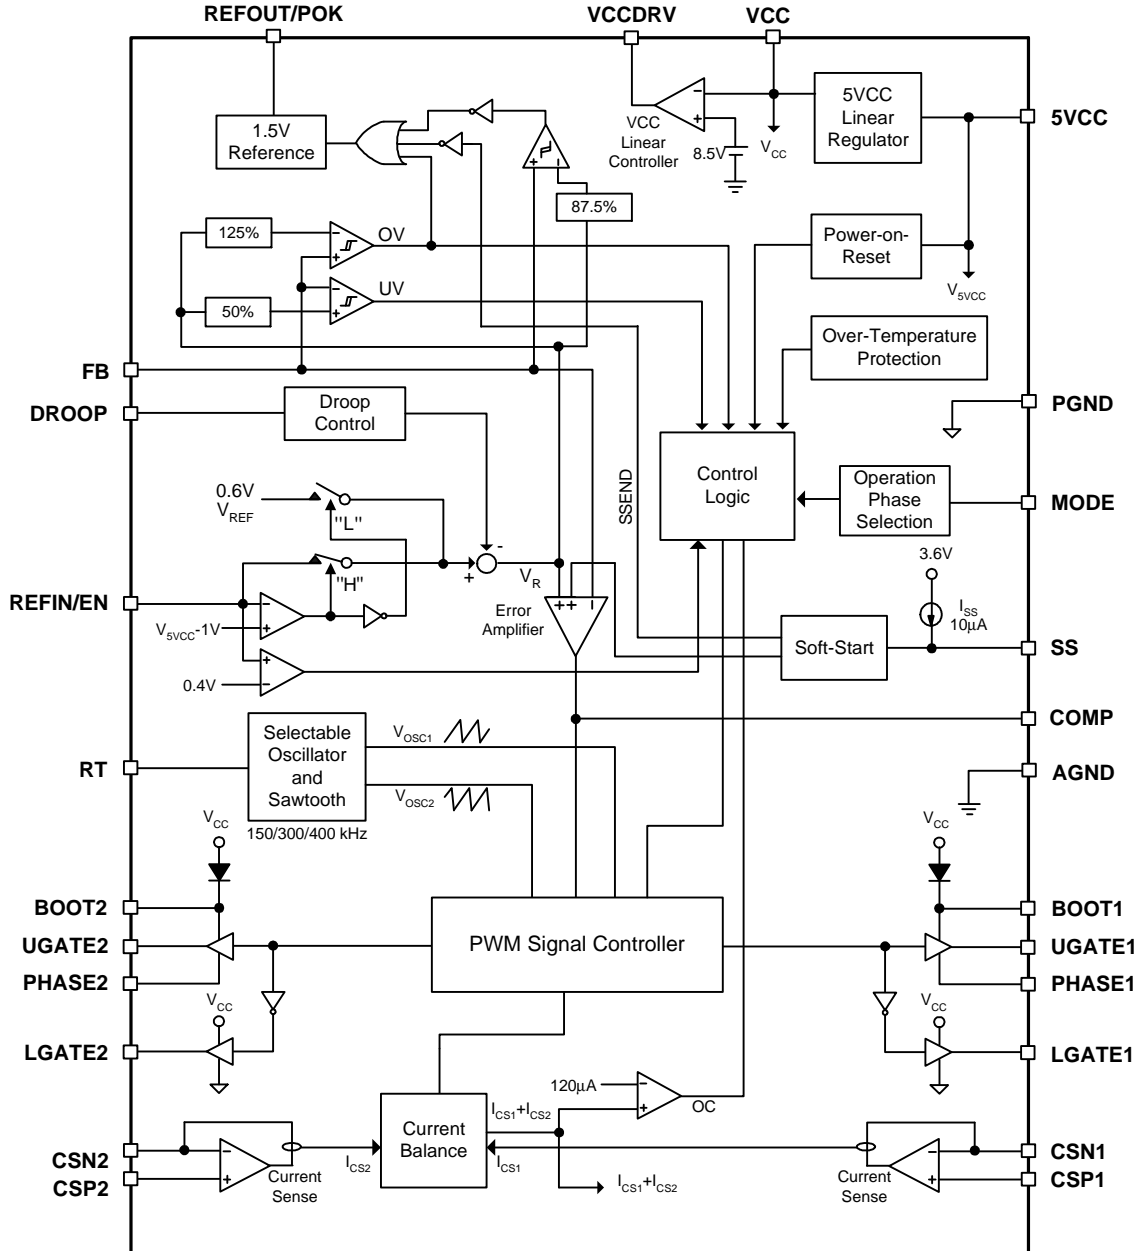 REFOUT/POK
VCCDRV
VCC
1.5V
Reference
VCC
Linear
Controller
8.5V
VCC
5VCC
Linear
Regulator
5VCC
87.5%
125%
OV
50%
UV
Power-on-
Reset
V5VCC
Over-Temperature
Protection
FB
DROOP
Droop
Control
PGND
Control
Logic
Operation
Phase
Selection
MODE
0.6V
VREF
"L"
"H"
SSEND
3.6V
ISS
10µA
REFIN/EN
V5VCC-1V
+
-
VR
Error
Amplifier
Soft-Start
SS
0.4V
COMP
Selectable
Oscillator
and
Sawtooth
150/300/400 kHz
VOSC1
VOSC2
RT
AGND
VCC
VCC
BOOT2
UGATE2
PHASE2
LGATE2
VCC
PWM Signal Controller
BOOT1
UGATE1
PHASE1
LGATE1
VCC
120µA
OC
ICS1+ICS2
Current
Balance
ICS2
ICS1
ICS1+ICS2
CSN2
CSP2
Current
Sense
Current
Sense
CSN1
CSP1